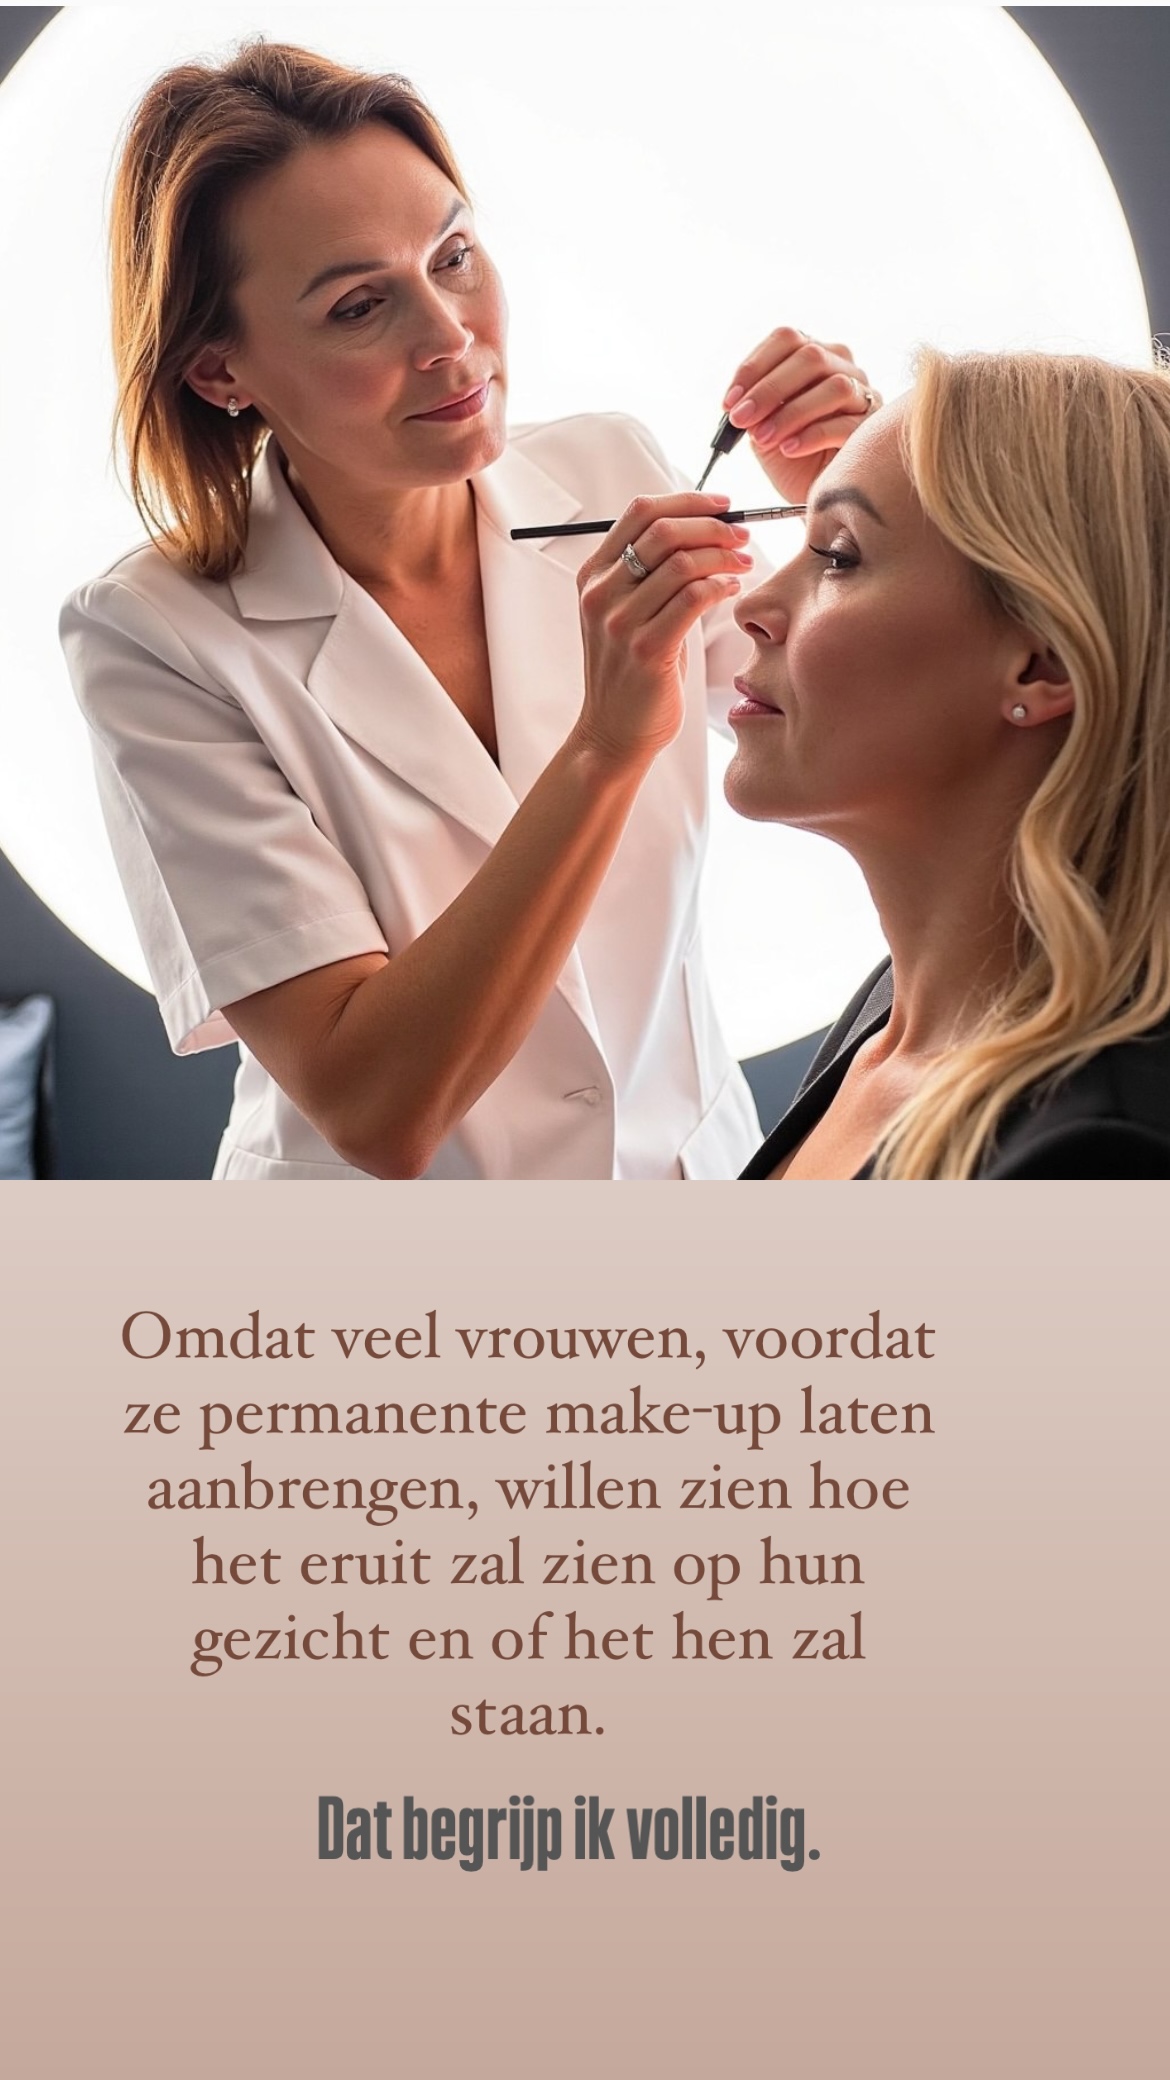 Omdat veel vrouwen, voordat
ze permanente make-up laten
aanbrengen, willen zien hoe
het eruit zal zien op hun
gezicht en of het hen zal
staan.
Dat begrijp ik volledig.